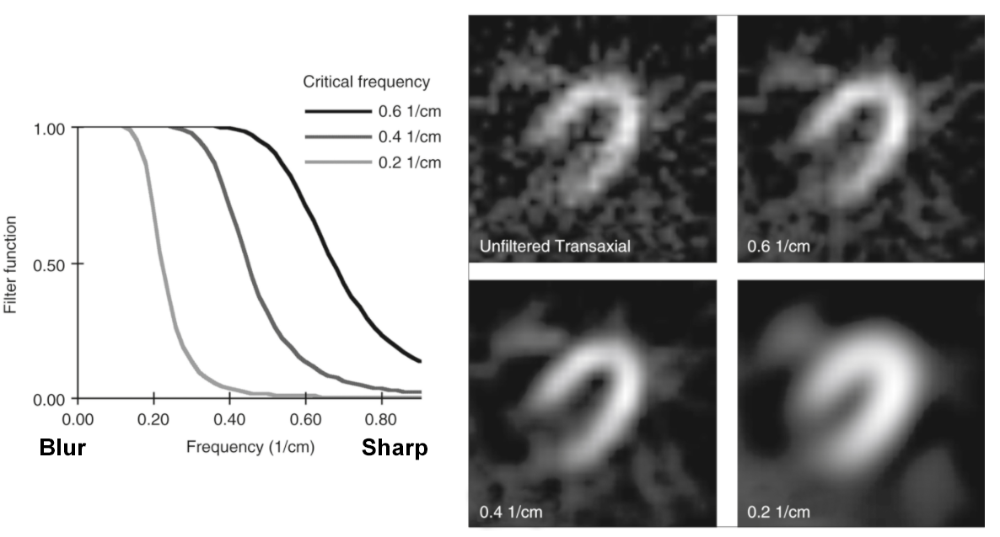 Critical frequency
0.6 1/cm
0.4 1/cm
0.2 1/cm
Filter function
1.00
0.50
0.00
0.00 0.20 0.40 0.60 0.80
Blur Frequency (1/cm) Sharp
Unfiltered Transaxial
0.6 1/cm
0.4 1/cm
0.2 1/cm